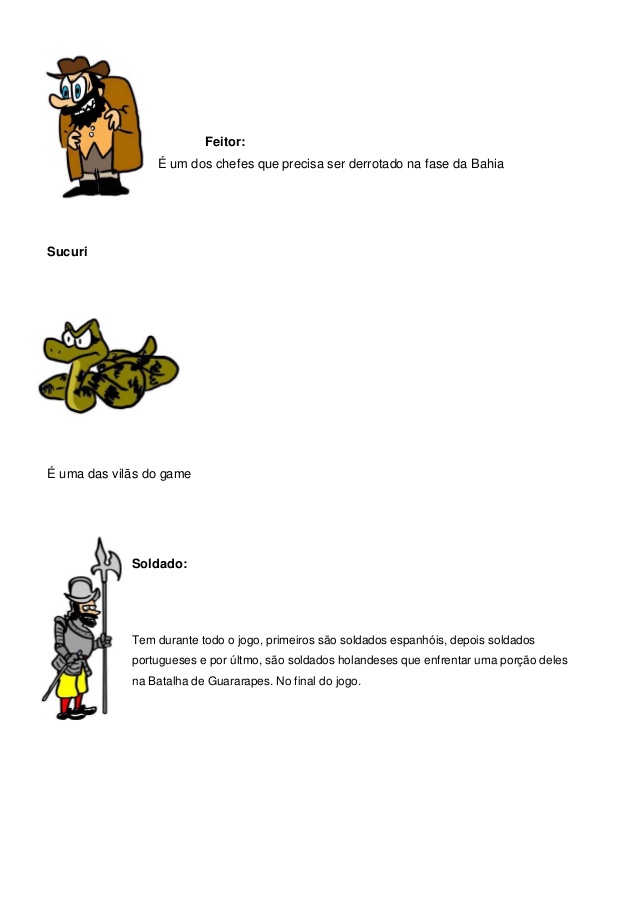 Feitor:
É um dos chefes que precisa ser derrotado na fase da Bahia
Sucuri
É uma das vilãs do game
Soldado:
Tem durante todo o jogo, primeiros são soldados espanhóis, depois soldados
portugueses e por últmo, são soldados holandeses que enfrentar uma porção deles
na Batalha de Guararapes. No final do jogo.